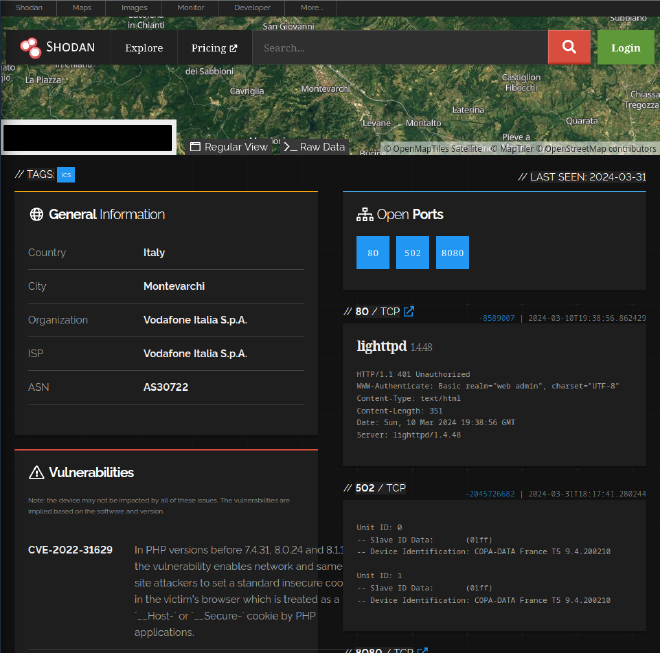 Shodan Maps Images Monitor Developer More...
in Chianti
San Giovanni
Subbiano
SHODAN Explore Pricing Search... Login
in Chianti
La Piazza
dei Sabbioni
Cavriglia
Montevarchi
Castiglion
Fibocchi
Chiassa
Tregozza
Laterina
Levane Montalto
Quarata
Pieve a
Regular View >_ Raw Data
© OpenMapTiles Satellite | © MapTiler © OpenStreetMap contributors
// TAGS: ics
// LAST SEEN: 2024-03-31
General Information
Country Italy
City Montevarchi
Organization Vodafone Italia S.p.A.
ISP Vodafone Italia S.p.A.
ASN AS30722
Vulnerabilities
Note: the device may not be impacted by all of these issues. The vulnerabilities are
implied based on the software and version.
CVE-2022-31629 In PHP versions before 7.4.31, 8.0.24 and 8.1.1
the vulnerability enables network and same
site attackers to set a standard insecure coo
in the victim's browser which is treated as a
`__Host-` or `__Secure-` cookie by PHP
applications.
Open Ports
80 502 8080
// 80 / TCP
-8589007 | 2024-03-10T19:38:56.862429
lighttpd 1.4.48
HTTP/1.1 401 Unauthorized
WWW-Authenticate: Basic realm="web admin", charset="UTF-8"
Content-Type: text/html
Content-Length: 351
Date: Sun, 10 Mar 2024 19:38:56 GMT
Server: lighttpd/1.4.48
// 502 / TCP
-2045726682 | 2024-03-31T18:17:41.280244
Unit ID: 0
-- Slave ID Data: (01ff)
-- Device Identification: COPA-DATA France T5 9.4.200210
Unit ID: 1
-- Slave ID Data: (01ff)
-- Device Identification: COPA-DATA France T5 9.4.200210
// 8080 / TCP